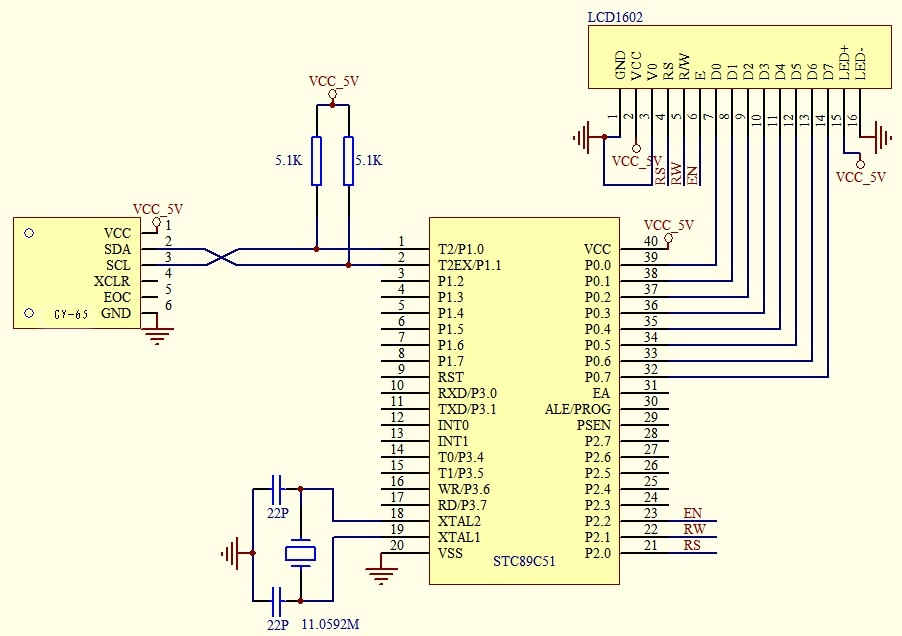 LCD1602
GND VCC V0 RS R/W E D0 D1 D2 D3 D4 D5 D6 D7 LED+ LED-
1 2 3 4 5 6 7 8 9 10 11 12 13 14 15 16
VCC_5V
RS RW EN
VCC_5V
VCC_5V
5.1K 5.1K
VCC_5V
VCC 1
SDA 2
SCL 3
XCLR 4
EOC 5
GND 6
GY-65
VCC_5V
1 T2/P1.0 VCC 40
2 T2EX/P1.1 P0.0 39
3 P1.2 P0.1 38
4 P1.3 P0.2 37
5 P1.4 P0.3 36
6 P1.5 P0.4 35
7 P1.6 P0.5 34
8 P1.7 P0.6 33
9 RST P0.7 32
10 RXD/P3.0 EA 31
11 TXD/P3.1 ALE/PROG 30
12 INT0 PSEN 29
13 INT1 P2.7 28
14 T0/P3.4 P2.6 27
15 T1/P3.5 P2.5 26
16 WR/P3.6 P2.4 25
17 RD/P3.7 P2.3 24
18 XTAL2 P2.2 23 EN
19 XTAL1 P2.1 22 RW
20 VSS P2.0 21 RS
STC89C51
22P
22P 11.0592M